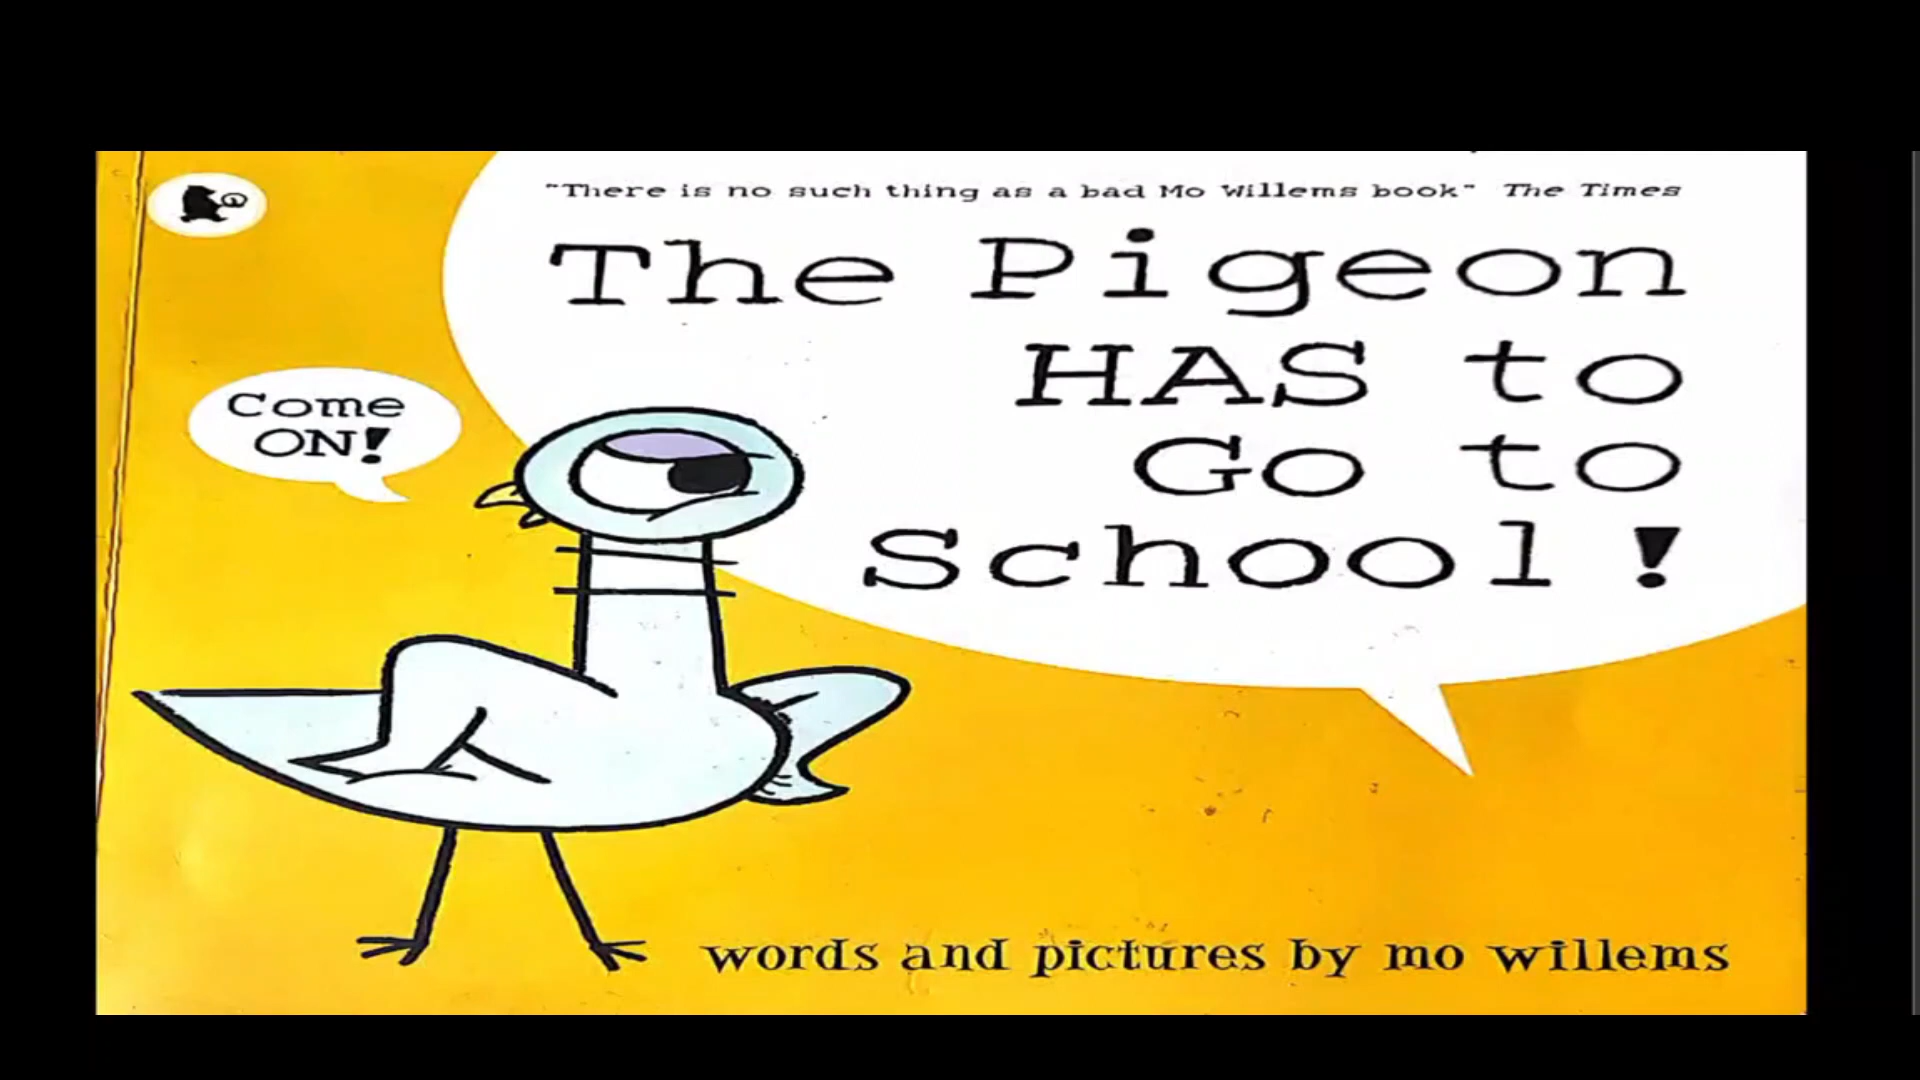 "There is no such thing as a bad Mo Willems book" The Times
The Pigeon
HAS to
Go to
School!
Come
ON!
words and pictures by mo willems